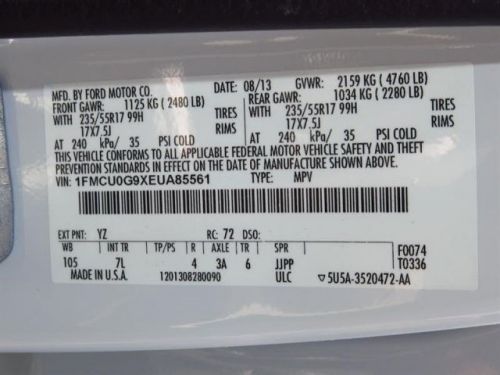 MFD. BY FORD MOTOR CO. DATE: 08/13 GVWR: 2159 KG (4760 LB)
FRONT GAWR: 1125 KG (2480 LB) REAR GAWR: 1034 KG (2280 LB)
WITH 235/55R17 99H TIRES WITH 235/55R17 99H TIRES
17X7.5J RIMS 17X7.5J RIMS
AT 240 kPa/ 35 PSI COLD AT 240 kPa/ 35 PSI COLD
THIS VEHICLE CONFORMS TO ALL APPLICABLE FEDERAL MOTOR VEHICLE SAFETY AND THEFT
PREVENTION STANDARDS IN EFFECT ON THE DATE OF MANUFACTURE SHOWN ABOVE.
VIN: 1FMCU0G9XEUA85561 TYPE: MPV
EXT PNT: YZ RC: 72 DSO:
WB INT TR TP/PS R AXLE TR SPR F0074
105 7L 4 3A 6 JJPP T0336
MADE IN U.S.A. 1201308280090 ULC 5U5A-3520472-AA